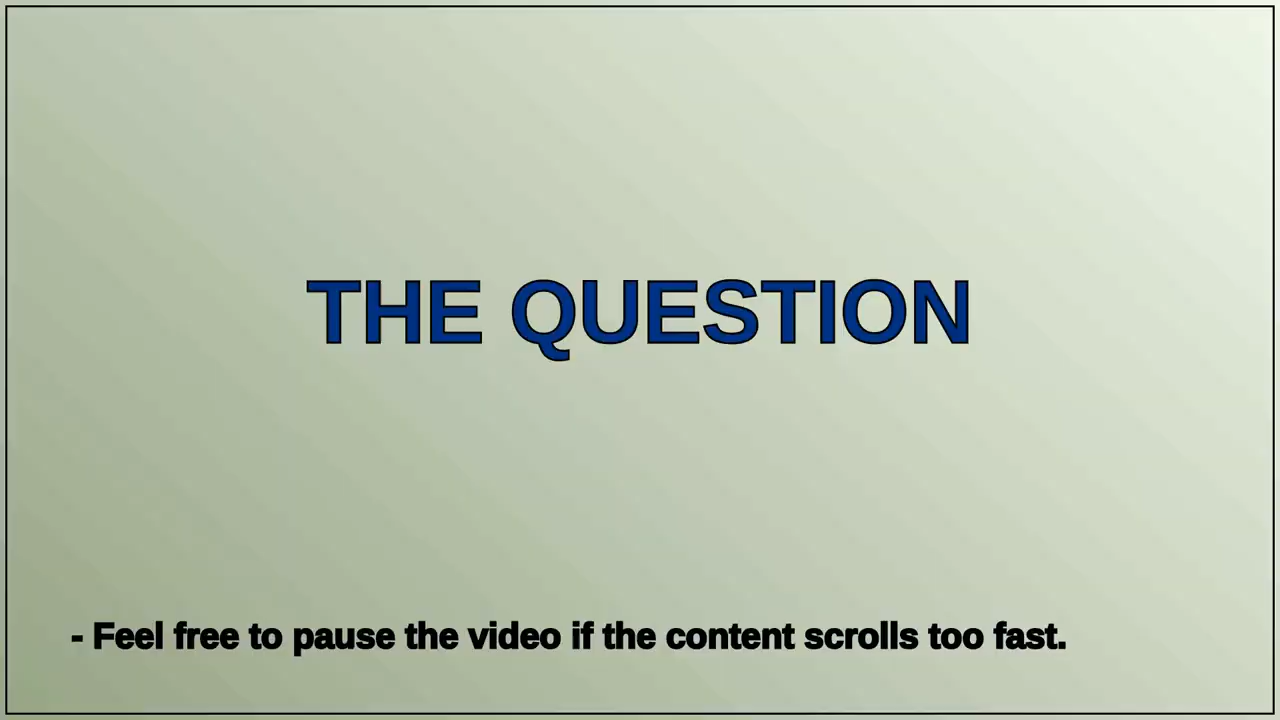 THE QUESTION
- Feel free to pause the video if the content scrolls too fast.